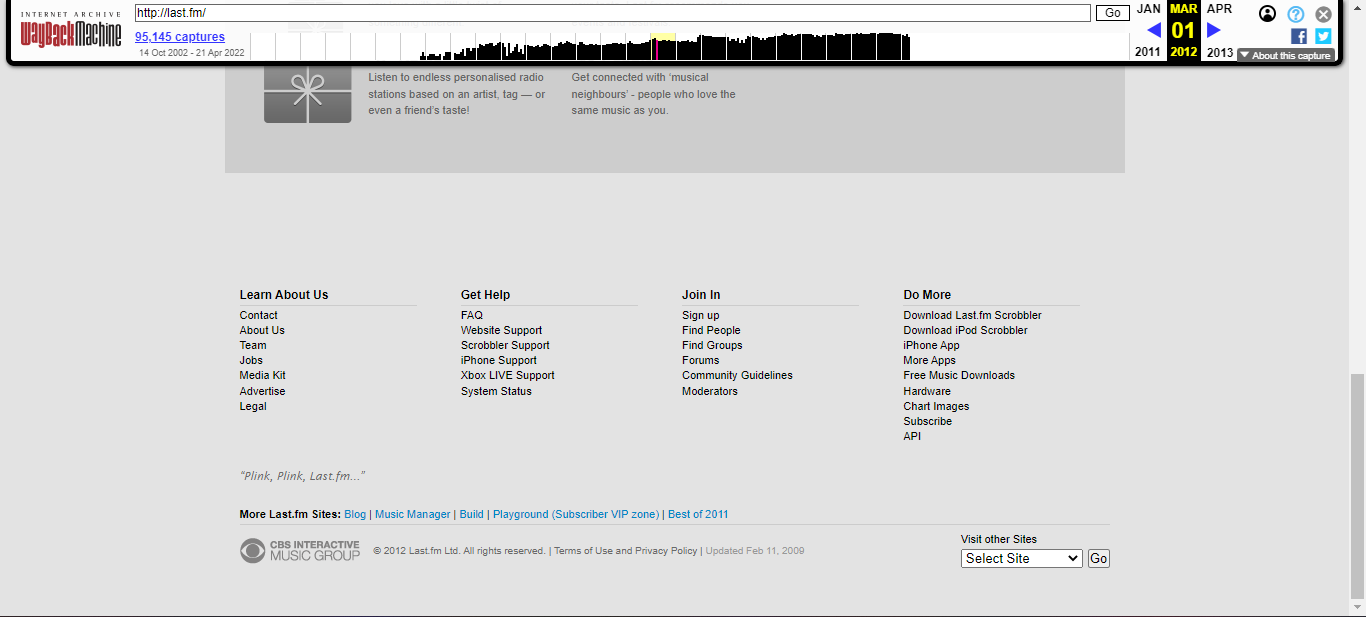 INTERNET ARCHIVE
WayBackMachine
http://last.fm/
Go
95,145 captures
14 Oct 2002 - 21 Apr 2022
JAN MAR APR
01
2011 2012 2013
About this capture
Listen to endless personalised radio
stations based on an artist, tag — or
even a friend's taste!
Get connected with ‘musical
neighbours’ - people who love the
same music as you.
Learn About Us
Contact
About Us
Team
Jobs
Media Kit
Advertise
Legal
Get Help
FAQ
Website Support
Scrobbler Support
iPhone Support
Xbox LIVE Support
System Status
Join In
Sign up
Find People
Find Groups
Forums
Community Guidelines
Moderators
Do More
Download Last.fm Scrobbler
Download iPod Scrobbler
iPhone App
More Apps
Free Music Downloads
Hardware
Chart Images
Subscribe
API
“Plink, Plink, Last.fm...”
More Last.fm Sites: Blog | Music Manager | Build | Playground (Subscriber VIP zone) | Best of 2011
CBS INTERACTIVE
MUSIC GROUP
© 2012 Last.fm Ltd. All rights reserved. | Terms of Use and Privacy Policy | Updated Feb 11, 2009
Visit other Sites
Select Site
Go